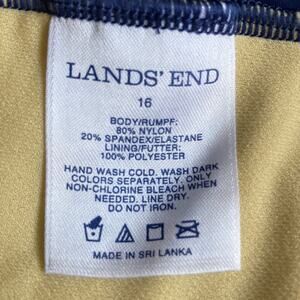 LANDS' END
16
BODY/RUMPF:
80% NYLON
20% SPANDEX/ELASTANE
LINING/FUTTER:
100% POLYESTER
HAND WASH COLD. WASH DARK
COLORS SEPARATELY. ONLY
NON-CHLORINE BLEACH WHEN
NEEDED. LINE DRY.
DO NOT IRON.
MADE IN SRI LANKA